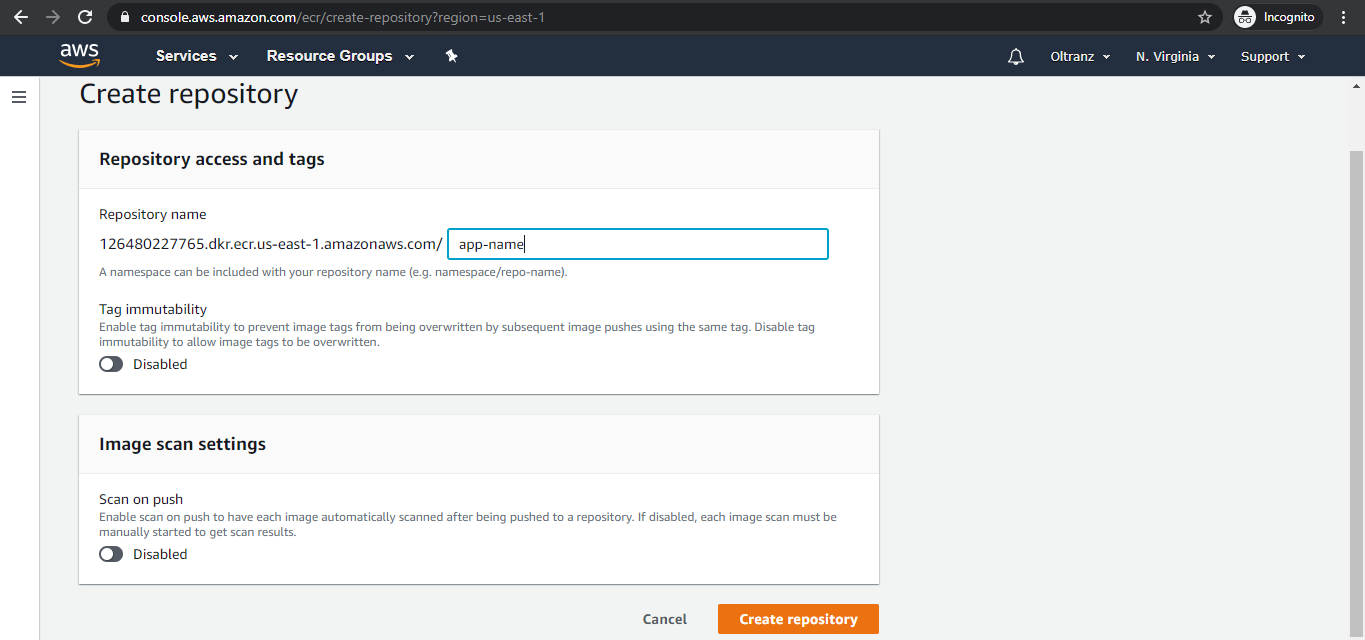 console.aws.amazon.com/ecr/create-repository?region=us-east-1
Incognito
aws
Services
Resource Groups
Oltranz
N. Virginia
Support
Create repository
Repository access and tags
Repository name
126480227765.dkr.ecr.us-east-1.amazonaws.com/ app-name
A namespace can be included with your repository name (e.g. namespace/repo-name).
Tag immutability
Enable tag immutability to prevent image tags from being overwritten by subsequent image pushes using the same tag. Disable tag
immutability to allow image tags to be overwritten.
Disabled
Image scan settings
Scan on push
Enable scan on push to have each image automatically scanned after being pushed to a repository. If disabled, each image scan must be
manually started to get scan results.
Disabled
Cancel
Create repository